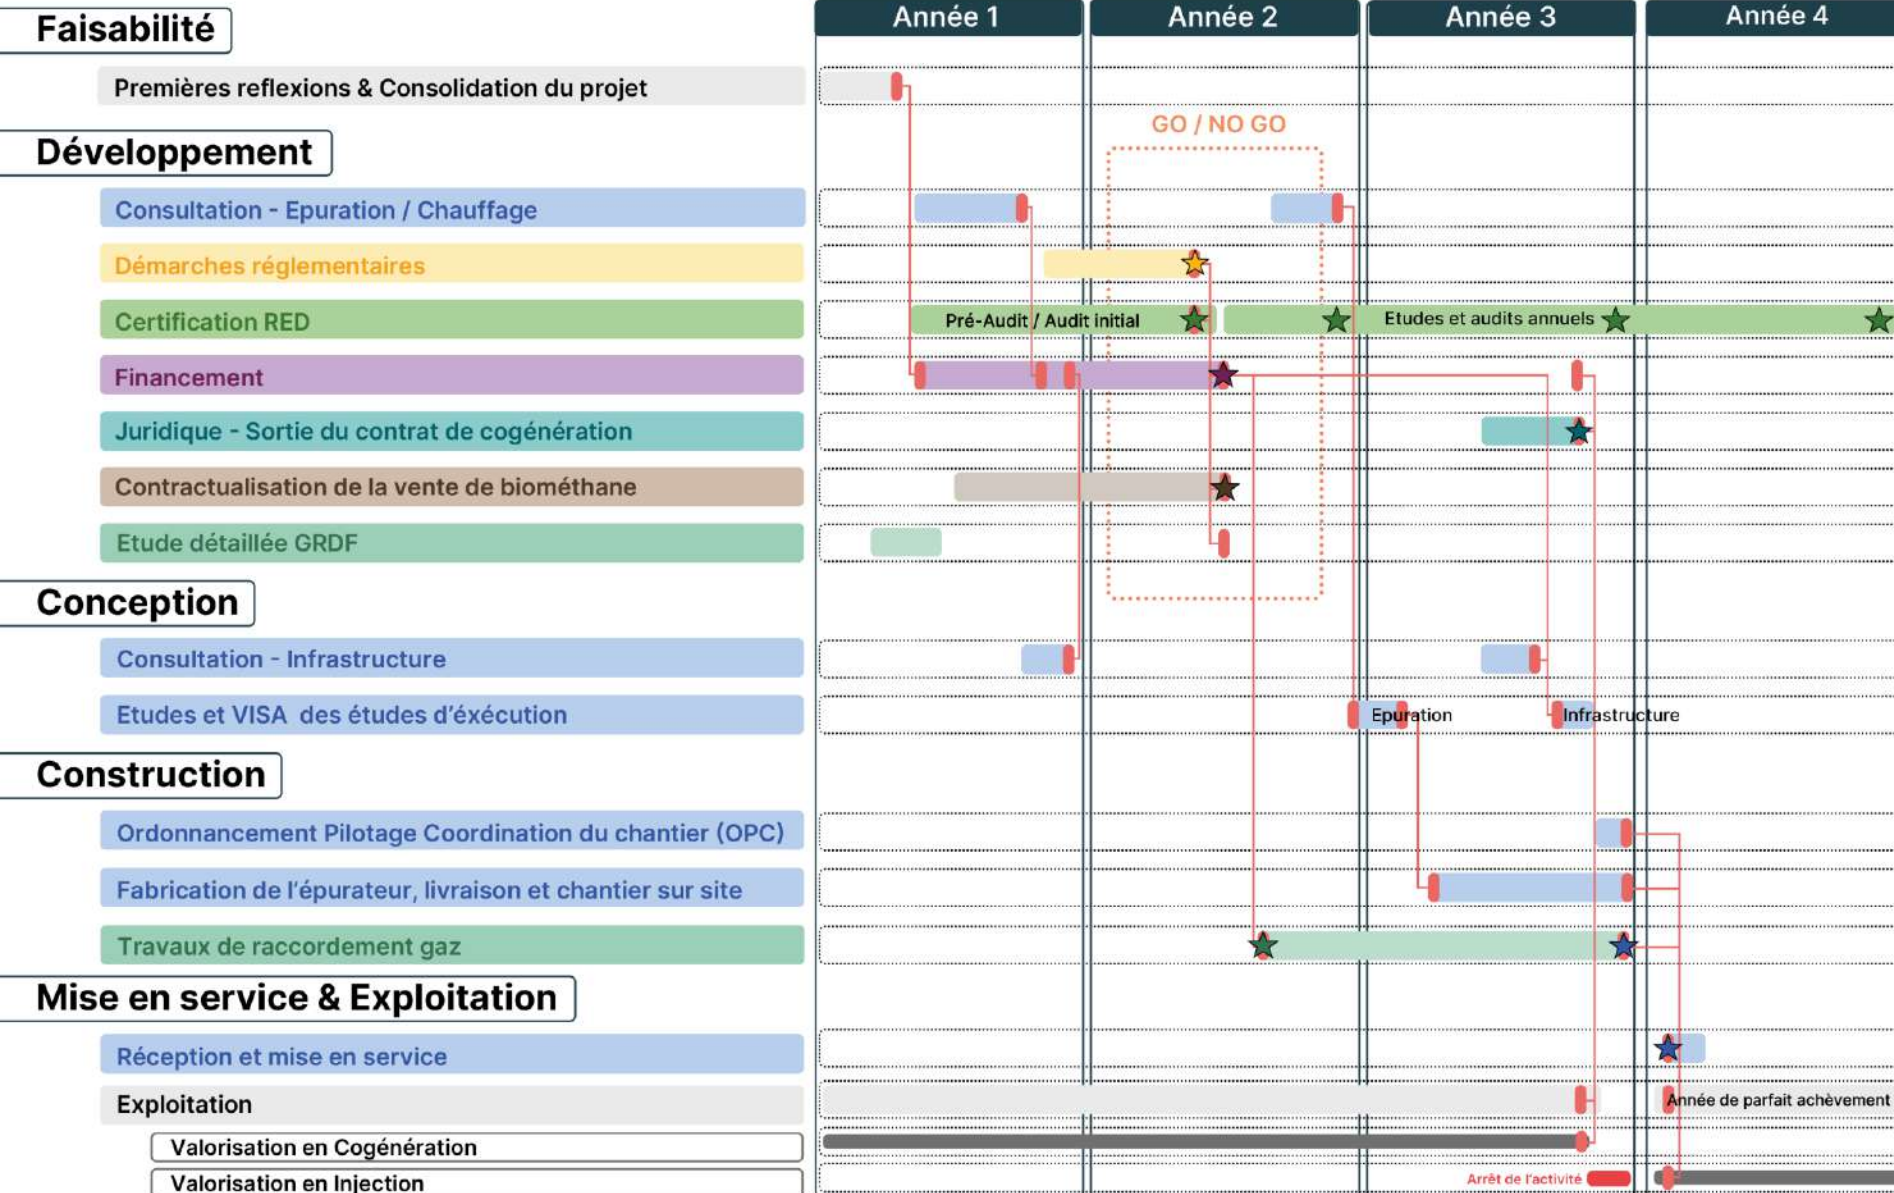 Année 1 Année 2 Année 3 Année 4
Faisabilité
Premières reflexions & Consolidation du projet
GO / NO GO
Développement
Consultation - Epuration / Chauffage
Démarches réglementaires
Certification RED
Pré-Audit / Audit initial
Etudes et audits annuels
Financement
Juridique - Sortie du contrat de cogénération
Contractualisation de la vente de biométhane
Etude détaillée GRDF
Conception
Consultation - Infrastructure
Etudes et VISA des études d'éxécution
Epuration
Infrastructure
Construction
Ordonnancement Pilotage Coordination du chantier (OPC)
Fabrication de l'épurateur, livraison et chantier sur site
Travaux de raccordement gaz
Mise en service & Exploitation
Réception et mise en service
Exploitation
Année de parfait achèvement
Valorisation en Cogénération
Valorisation en Injection
Arrêt de l'activité